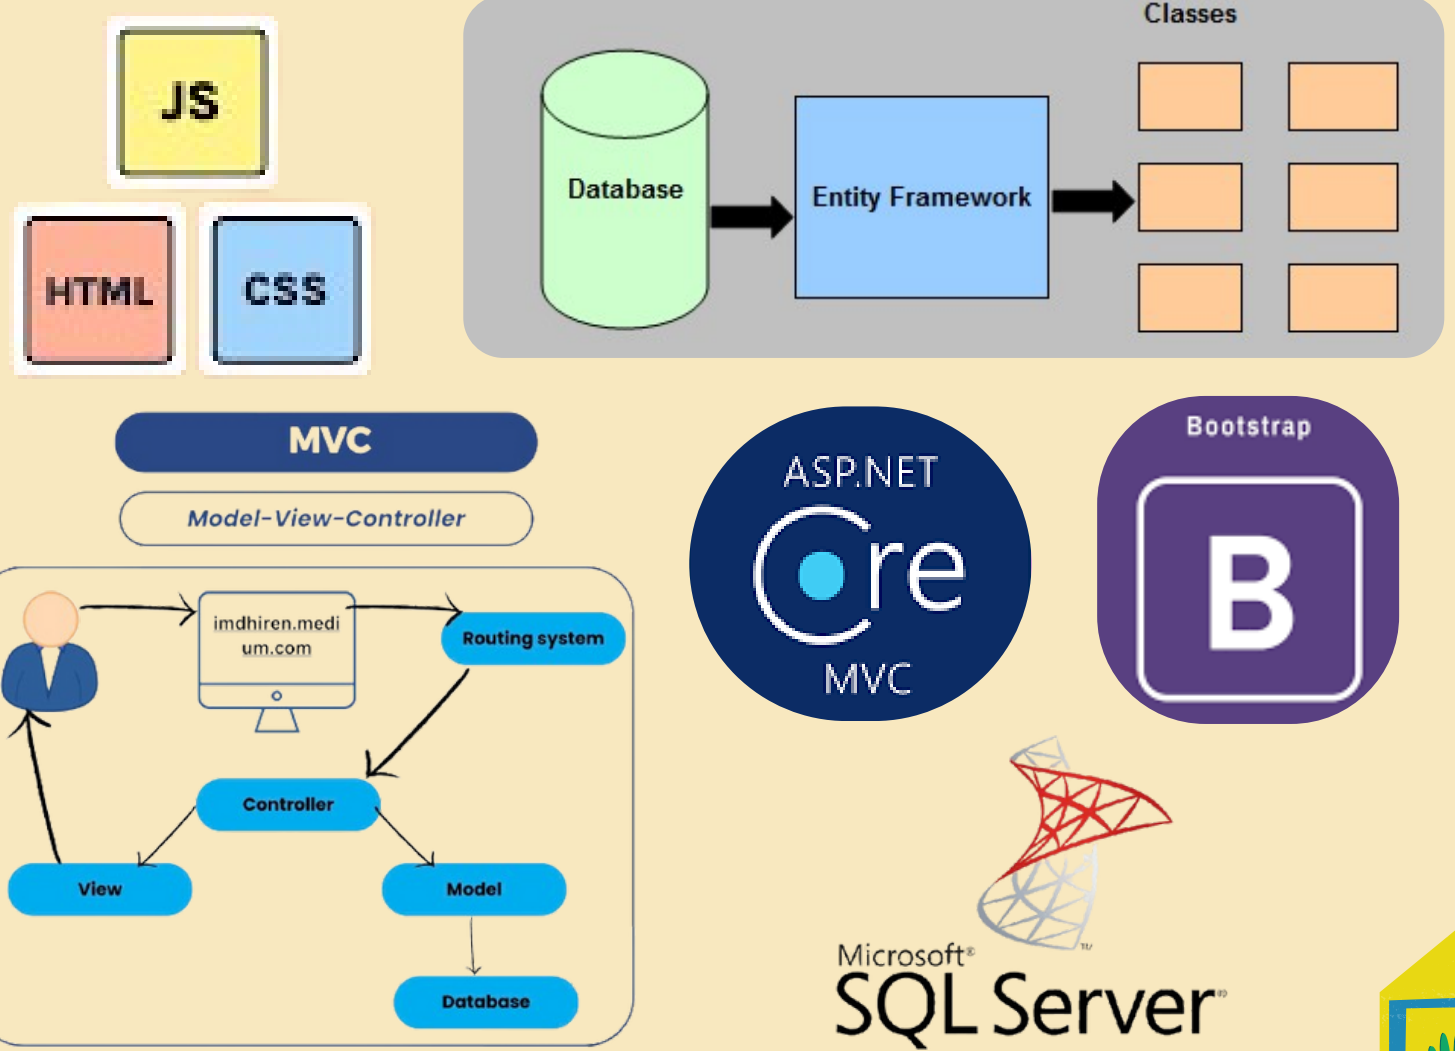 JS
HTML
CSS
Classes
Database
Entity Framework
MVC
Model-View-Controller
imdhiren.medi
um.com
Routing system
Controller
View
Model
Database
ASP.NET
Core
MVC
Bootstrap
B
Microsoft®
SQL Server®
TM